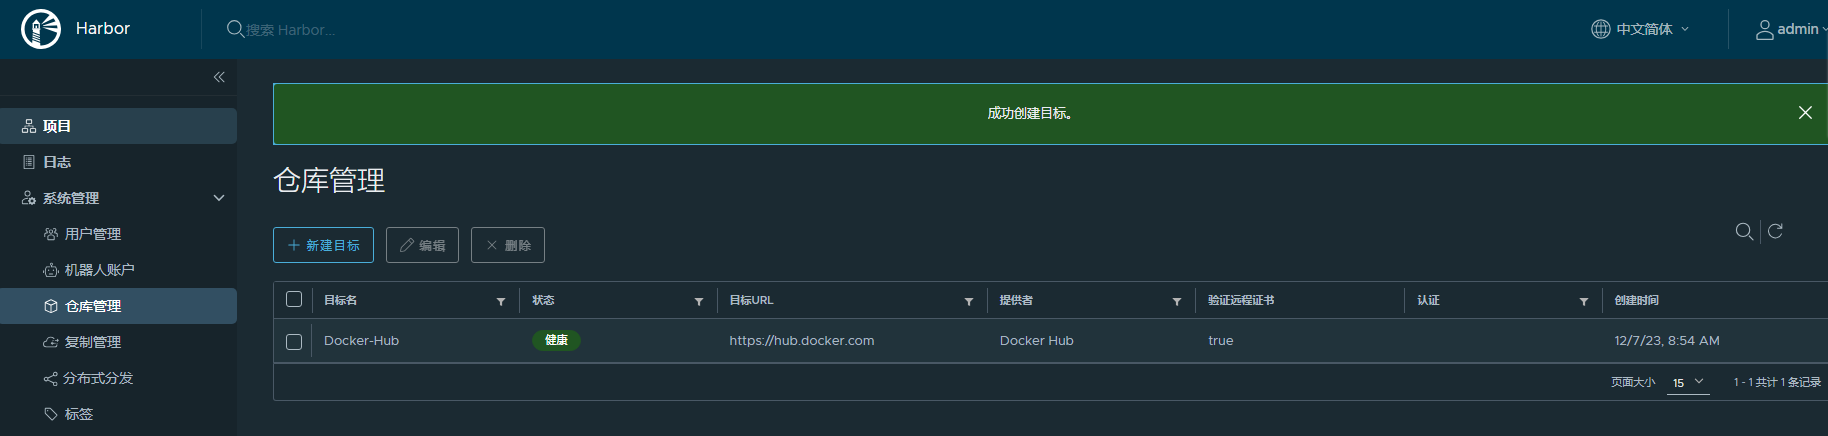 Harbor
搜索 Harbor...
中文简体
admin
项目
日志
系统管理
用户管理
机器人账户
仓库管理
复制管理
分布式分发
标签
成功创建目标。
仓库管理
新建目标 编辑 删除
目标名 状态 目标URL 提供者 验证远程证书 认证 创建时间
Docker-Hub 健康 https://hub.docker.com Docker Hub true 12/7/23, 8:54 AM
页面大小 15 1 - 1 共计 1 条记录